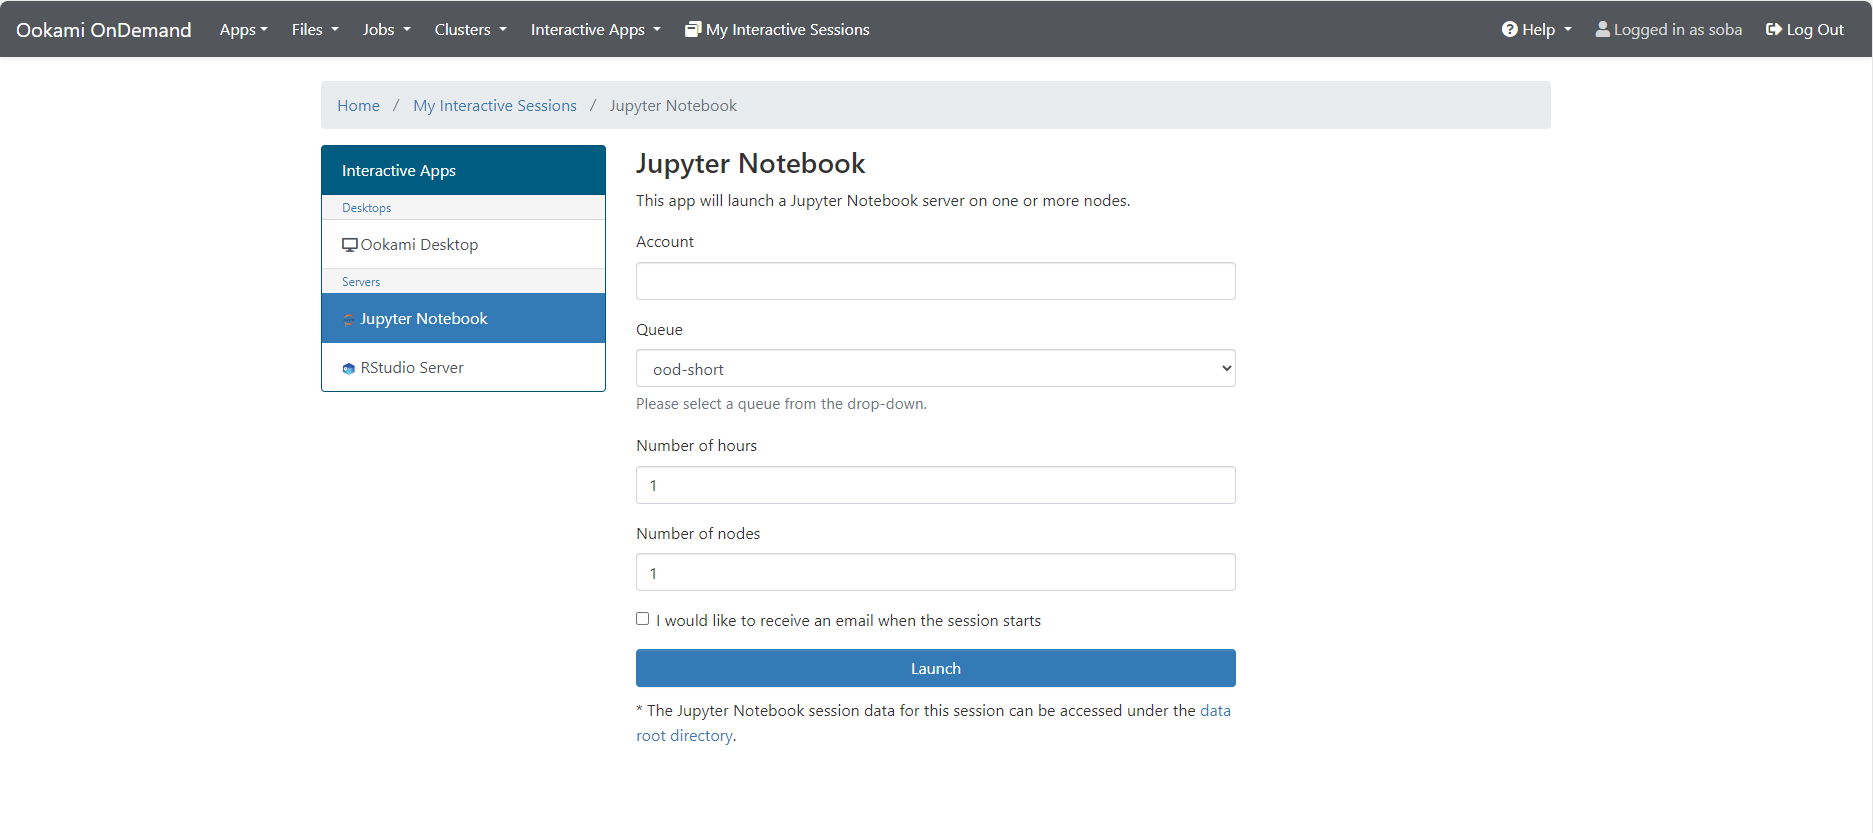 Ookami OnDemand Apps Files Jobs Clusters Interactive Apps My Interactive Sessions Help Logged in as soba Log Out
Home / My Interactive Sessions / Jupyter Notebook
Interactive Apps
Desktops
Ookami Desktop
Servers
Jupyter Notebook
RStudio Server
Jupyter Notebook
This app will launch a Jupyter Notebook server on one or more nodes.
Account
Queue
ood-short
Please select a queue from the drop-down.
Number of hours
1
Number of nodes
1
I would like to receive an email when the session starts
Launch
* The Jupyter Notebook session data for this session can be accessed under the data
root directory.